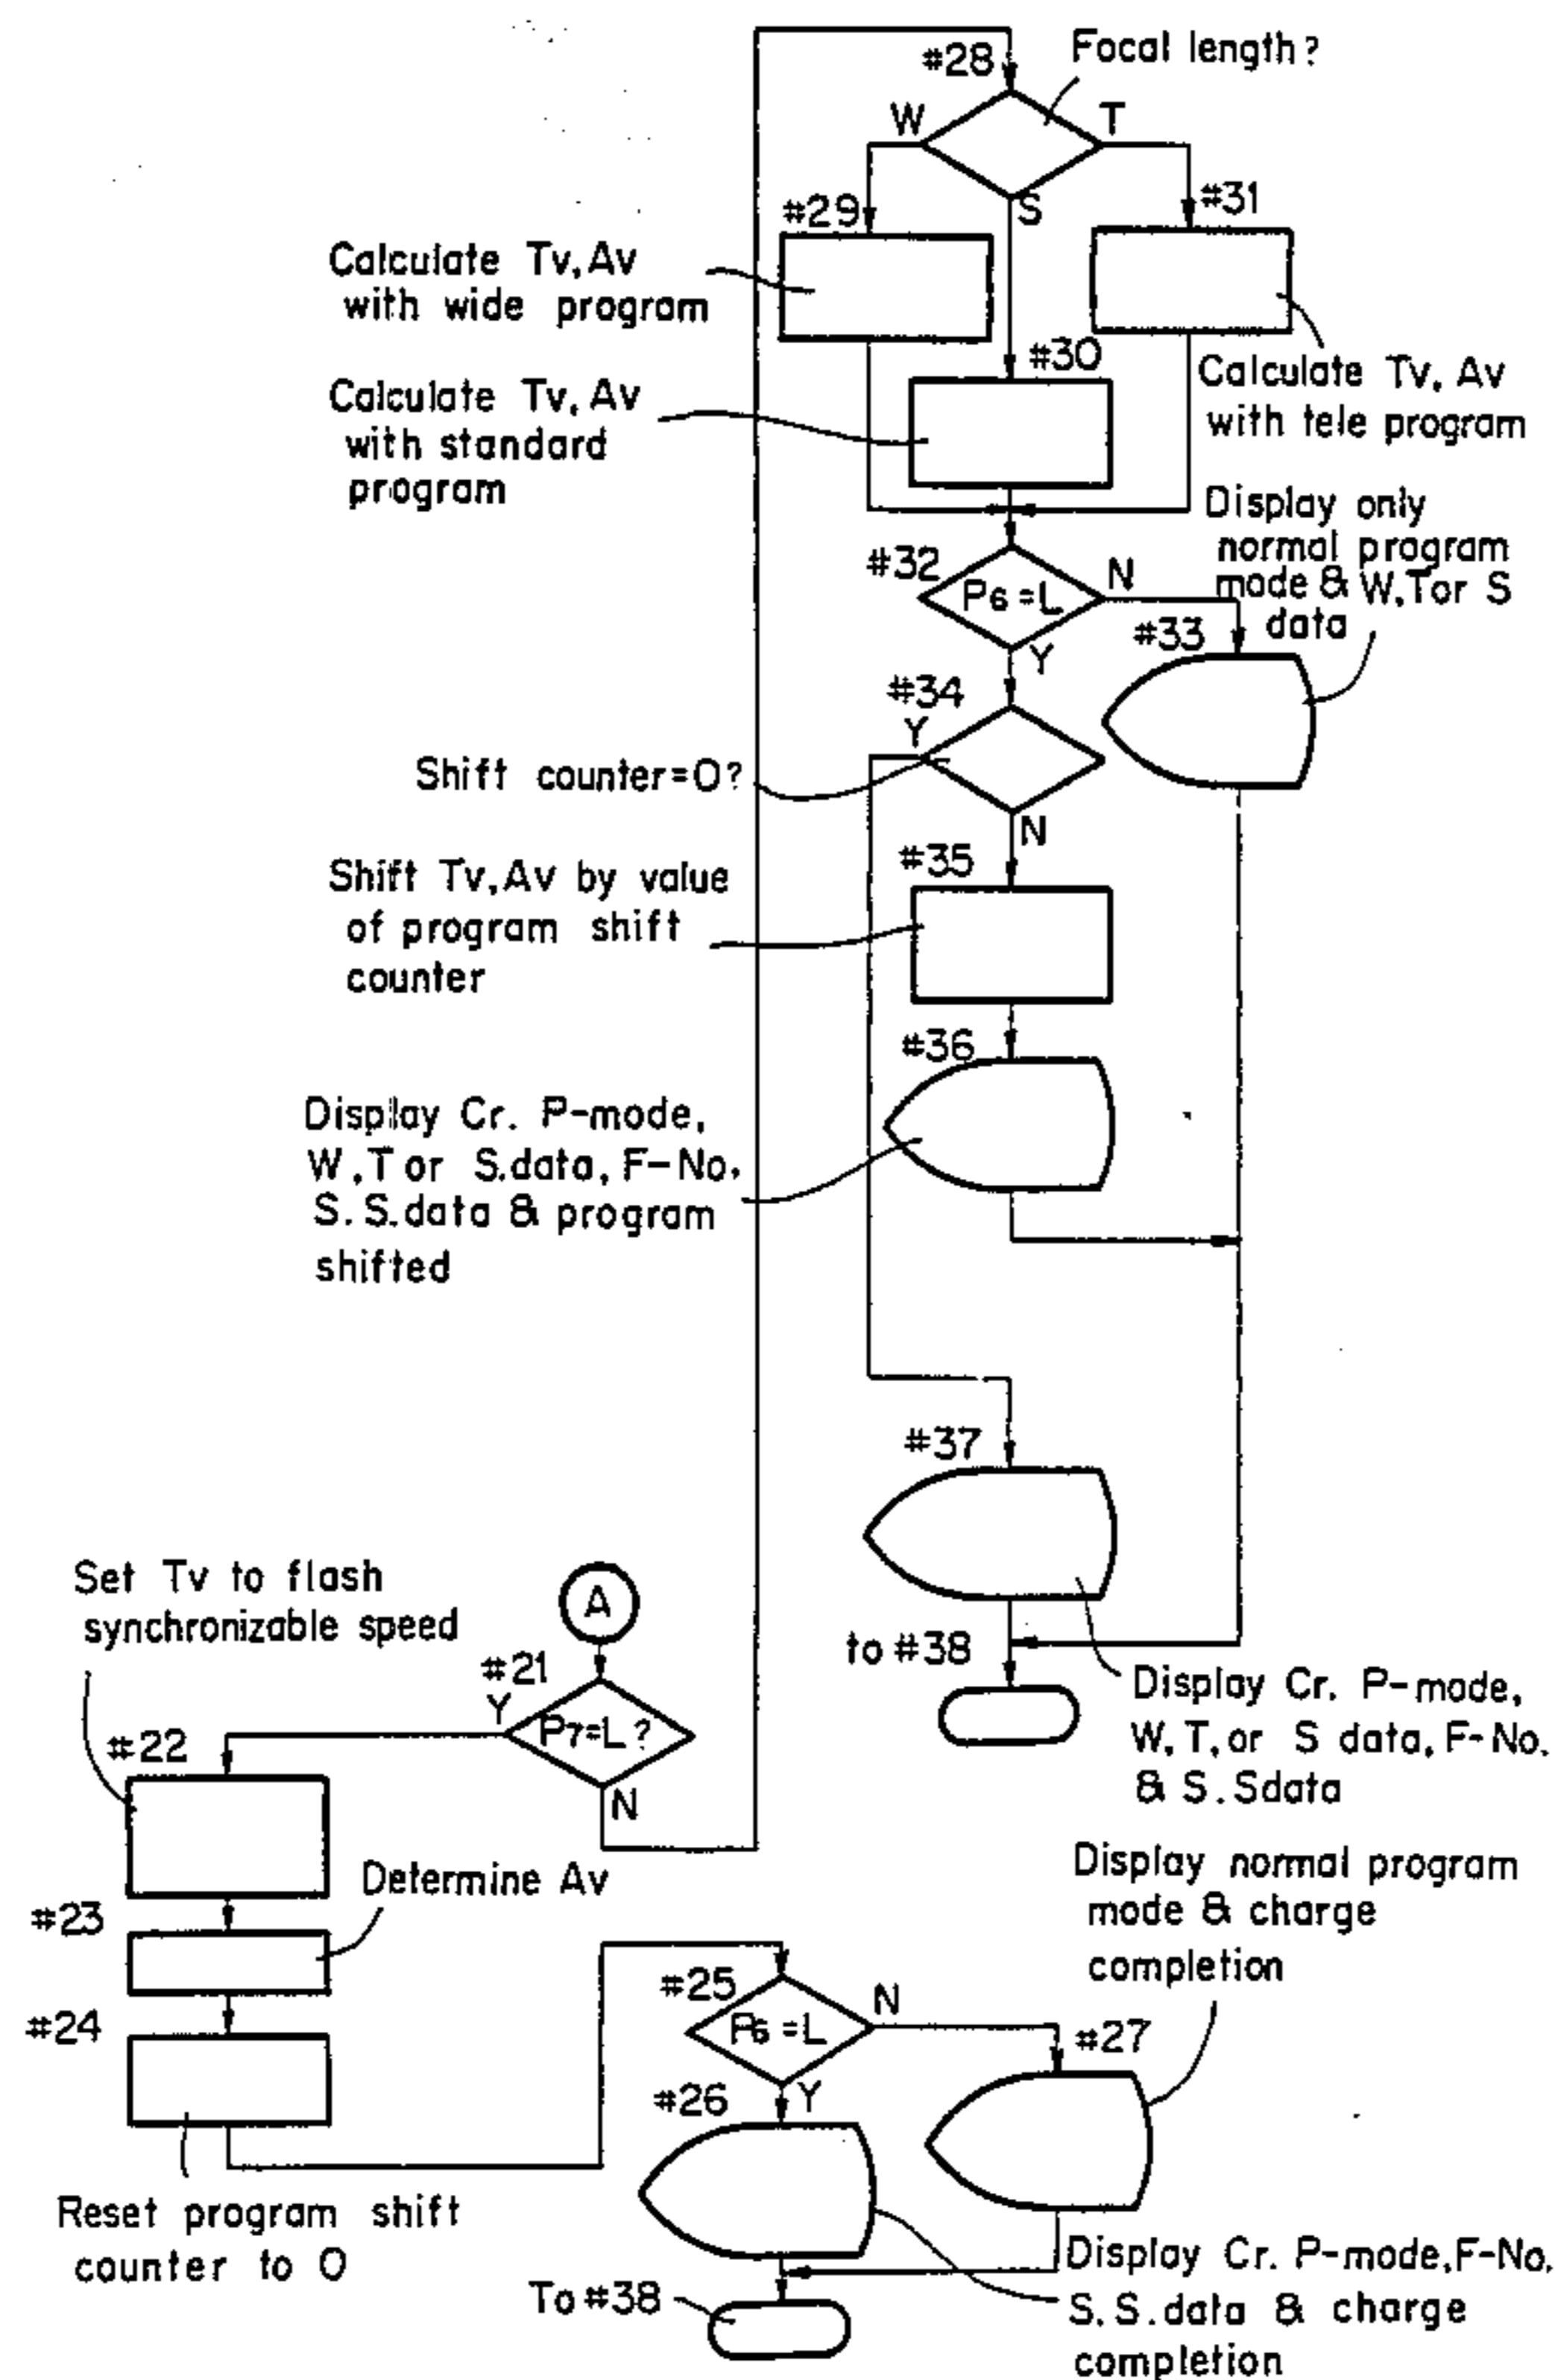 #28
Focal length?
W
T
S
#29
#31
Calculate Tv, Av
with wide program
#30
Calculate Tv, Av
with tele program
Calculate Tv, Av
with standard
program
Display only
normal program
mode & W,T or S
data
#32
P6=L
N
Y
#33
#34
Y
Shift counter=0?
N
#35
Shift Tv, Av by value
of program shift
counter
#36
Display Cr. P-mode,
W,T or S.data, F-No,
S.S.data & program
shifted
#37
to #38
Display Cr. P-mode,
W,T, or S data, F-No.
& S.Sdata
A
#21
P7=L?
Y
N
Set Tv to flash
synchronizable speed
#22
Determine Av
#23
#24
Reset program shift
counter to 0
#25
P6=L
N
Y
#26
#27
Display normal program
mode & charge
completion
Display Cr. P-mode, F-No.
S.S.data & charge
completion
To #38